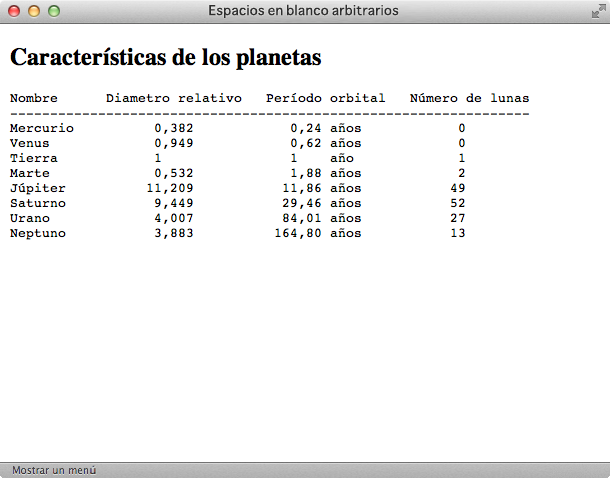 Espacios en blanco arbitrarios
Características de los planetas
Nombre      Diametro relativo   Período orbital   Número de lunas
-----------------------------------------------------------------
Mercurio          0,382            0,24 años            0
Venus             0,949            0,62 años            0
Tierra            1                1    año             1
Marte             0,532            1,88 años            2
Júpiter          11,209           11,86 años           49
Saturno           9,449           29,46 años           52
Urano             4,007           84,01 años           27
Neptuno           3,883          164,80 años           13
Mostrar un menú